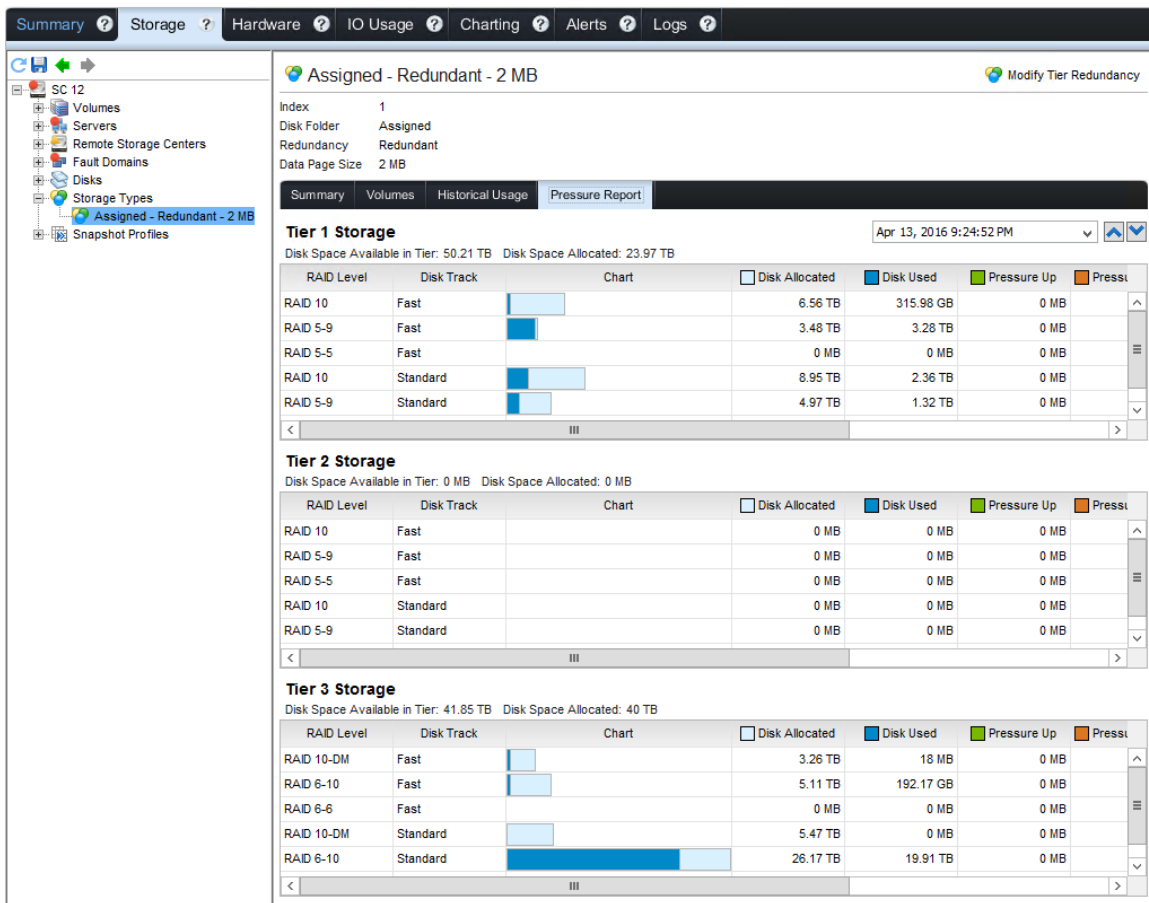 Summary ? Storage ? Hardware ? IO Usage ? Charting ? Alerts ? Logs ?
SC 12
Volumes
Servers
Remote Storage Centers
Fault Domains
Disks
Storage Types
Assigned - Redundant - 2 MB
Snapshot Profiles
Assigned - Redundant - 2 MB
Modify Tier Redundancy
Index 1
Disk Folder Assigned
Redundancy Redundant
Data Page Size 2 MB
Summary Volumes Historical Usage Pressure Report
Tier 1 Storage
Apr 13, 2016 9:24:52 PM
Disk Space Available in Tier: 50.21 TB Disk Space Allocated: 23.97 TB
RAID Level Disk Track Chart Disk Allocated Disk Used Pressure Up Pressu
RAID 10 Fast 6.56 TB 315.98 GB 0 MB
RAID 5-9 Fast 3.48 TB 3.28 TB 0 MB
RAID 5-5 Fast 0 MB 0 MB 0 MB
RAID 10 Standard 8.95 TB 2.36 TB 0 MB
RAID 5-9 Standard 4.97 TB 1.32 TB 0 MB
Tier 2 Storage
Disk Space Available in Tier: 0 MB Disk Space Allocated: 0 MB
RAID Level Disk Track Chart Disk Allocated Disk Used Pressure Up Pressu
RAID 10 Fast 0 MB 0 MB 0 MB
RAID 5-9 Fast 0 MB 0 MB 0 MB
RAID 5-5 Fast 0 MB 0 MB 0 MB
RAID 10 Standard 0 MB 0 MB 0 MB
RAID 5-9 Standard 0 MB 0 MB 0 MB
Tier 3 Storage
Disk Space Available in Tier: 41.85 TB Disk Space Allocated: 40 TB
RAID Level Disk Track Chart Disk Allocated Disk Used Pressure Up Pressu
RAID 10-DM Fast 3.26 TB 18 MB 0 MB
RAID 6-10 Fast 5.11 TB 192.17 GB 0 MB
RAID 6-6 Fast 0 MB 0 MB 0 MB
RAID 10-DM Standard 5.47 TB 0 MB 0 MB
RAID 6-10 Standard 26.17 TB 19.91 TB 0 MB